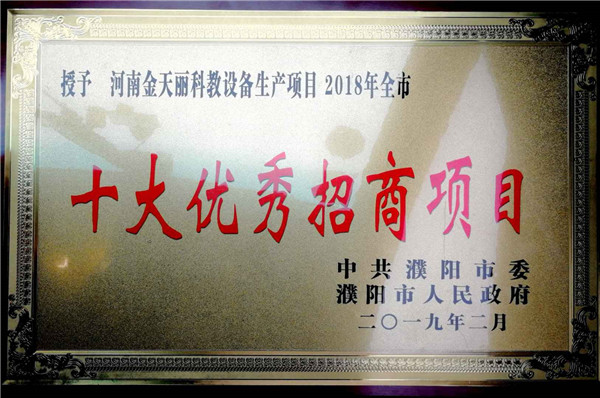 授予 河南金天丽科教设备生产项目 2018年全市
十大优秀招商项目
中共濮阳市委
濮阳市人民政府
二〇一九年二月